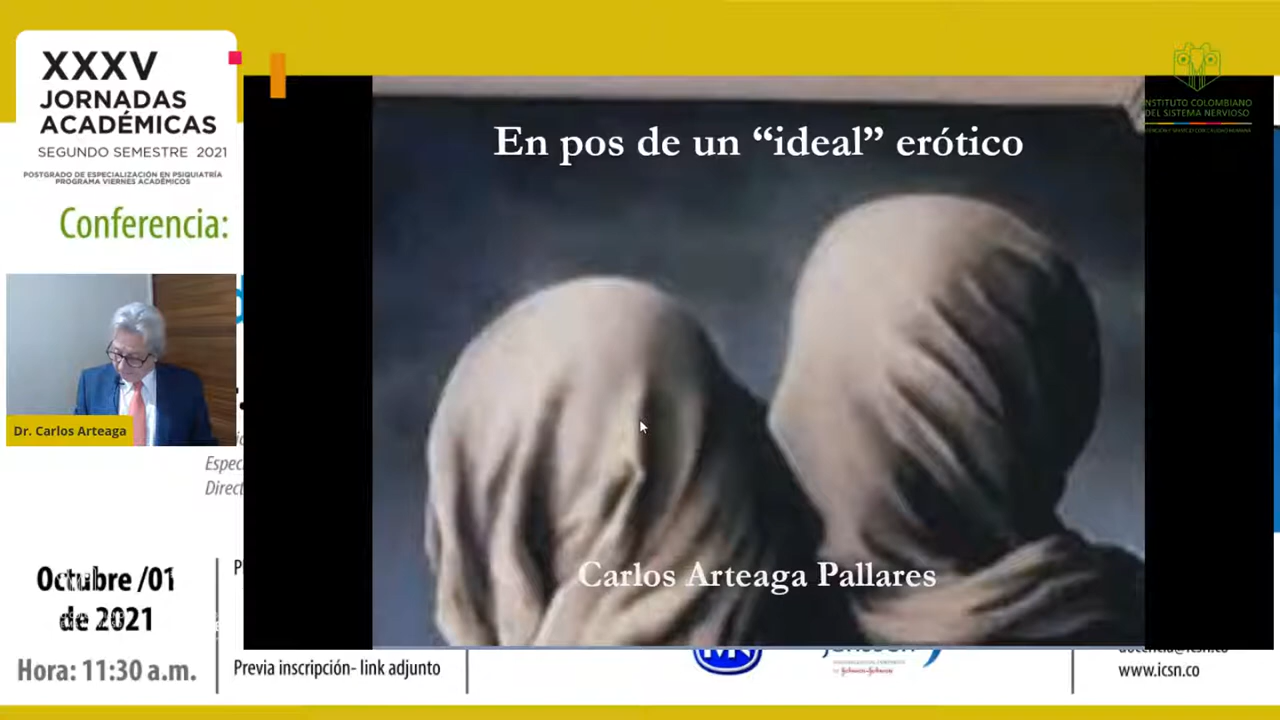 XXXV
JORNADAS
ACADÉMICAS
SEGUNDO SEMESTRE 2021
POSTGRADO DE ESPECIALIZACIÓN EN PSIQUIATRÍA
PROGRAMA VIERNES ACADÉMICOS
Conferencia:
Dr. Carlos Arteaga
Espec
Direct
Octubre /01
de 2021
Hora: 11:30 a.m.
Previa inscripción- link adjunto
En pos de un “ideal” erótico
Carlos Arteaga Pallares
INSTITUTO COLOMBIANO
DEL SISTEMA NERVIOSO
www.icsn.co